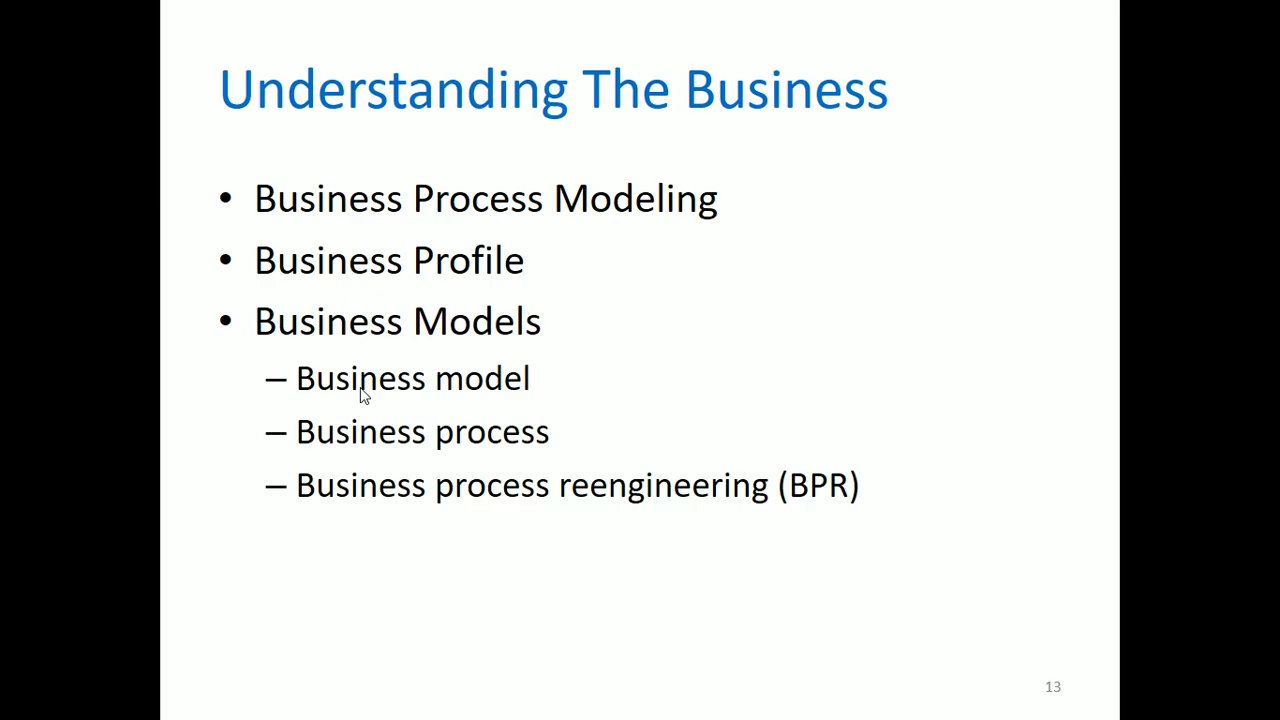 Understanding The Business
• Business Process Modeling
• Business Profile
• Business Models
– Business model
– Business process
– Business process reengineering (BPR)
13